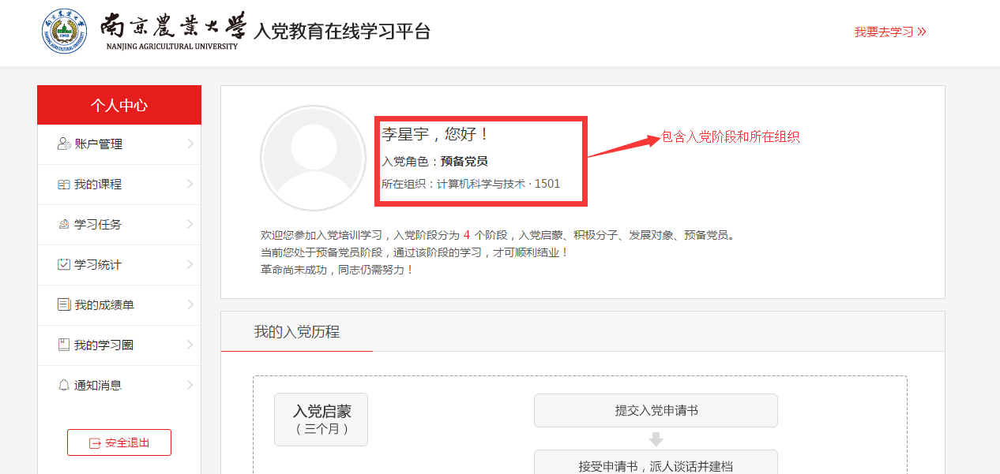 南京農業大學
NANJING AGRICULTURAL UNIVERSITY
入党教育在线学习平台
我要去学习 »
个人中心
账户管理
我的课程
学习任务
学习统计
我的成绩单
我的学习圈
通知消息
安全退出
李星宇，您好！
入党角色：预备党员
所在组织：计算机科学与技术 · 1501
包含入党阶段和所在组织
欢迎您参加入党培训学习，入党阶段分为 4 个阶段，入党启蒙、积极分子、发展对象、预备党员。
当前您处于预备党员阶段，通过该阶段的学习，才可顺利结业！
革命尚未成功，同志仍需努力！
我的入党历程
入党启蒙
（三个月）
提交入党申请书
接受申请书，派人谈话并建档